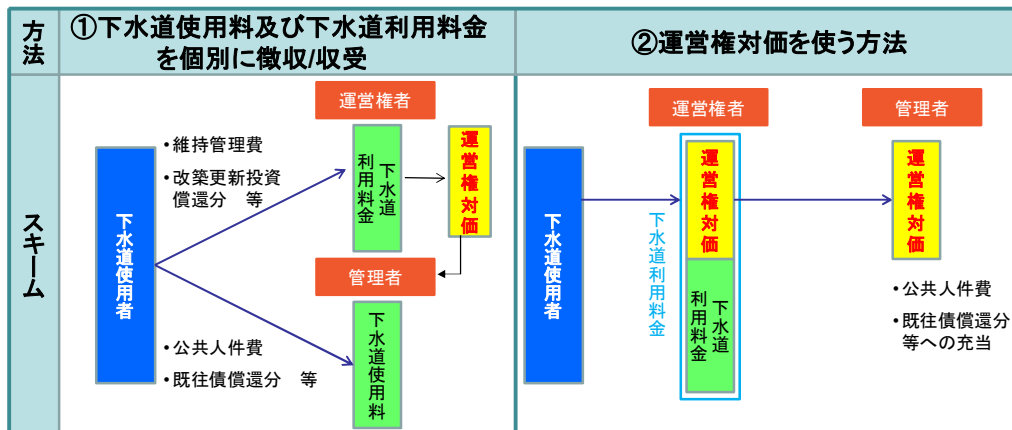 方法
①下水道使用料及び下水道利用料金
を個別に徴収/収受
②運営権対価を使う方法
スキーム
下水道使用者
・維持管理費
・改築更新投資
償還分　等
・公共人件費
・既往債償還分　等
運営権者
下水道
利用料金
運営権対価
管理者
下水道使用料
下水道使用者
下水道利用料金
運営権者
運営権対価
下水道
利用料金
管理者
運営権対価
・公共人件費
・既往債償還分
等への充当